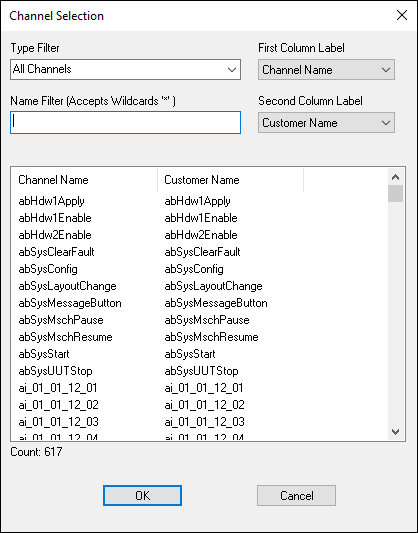 Channel Selection
Type Filter First Column Label
All Channels Channel Name
Name Filter (Accepts Wildcards '*' ) Second Column Label
Customer Name
Channel Name Customer Name
abHdw1Apply abHdw1Apply
abHdw1Enable abHdw1Enable
abHdw2Enable abHdw2Enable
abSysClearFault abSysClearFault
abSysConfig abSysConfig
abSysLayoutChange abSysLayoutChange
abSysMessageButton abSysMessageButton
abSysMschPause abSysMschPause
abSysMschResume abSysMschResume
abSysStart abSysStart
abSysUUTStop abSysUUTStop
ai_01_01_12_01 ai_01_01_12_01
ai_01_01_12_02 ai_01_01_12_02
ai_01_01_12_03 ai_01_01_12_03
ai_01_01_12_04 ai_01_01_12_04
Count: 617
OK Cancel